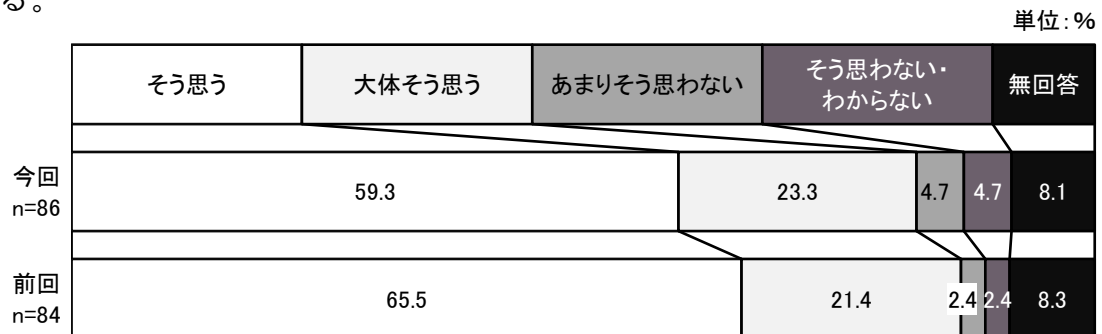 る。
単位:%
そう思う
大体そう思う
あまりそう思わない
そう思わない・
わからない
無回答
今回
n=86
59.3
23.3
4.7
4.7
8.1
前回
n=84
65.5
21.4
2.4
2.4
8.3